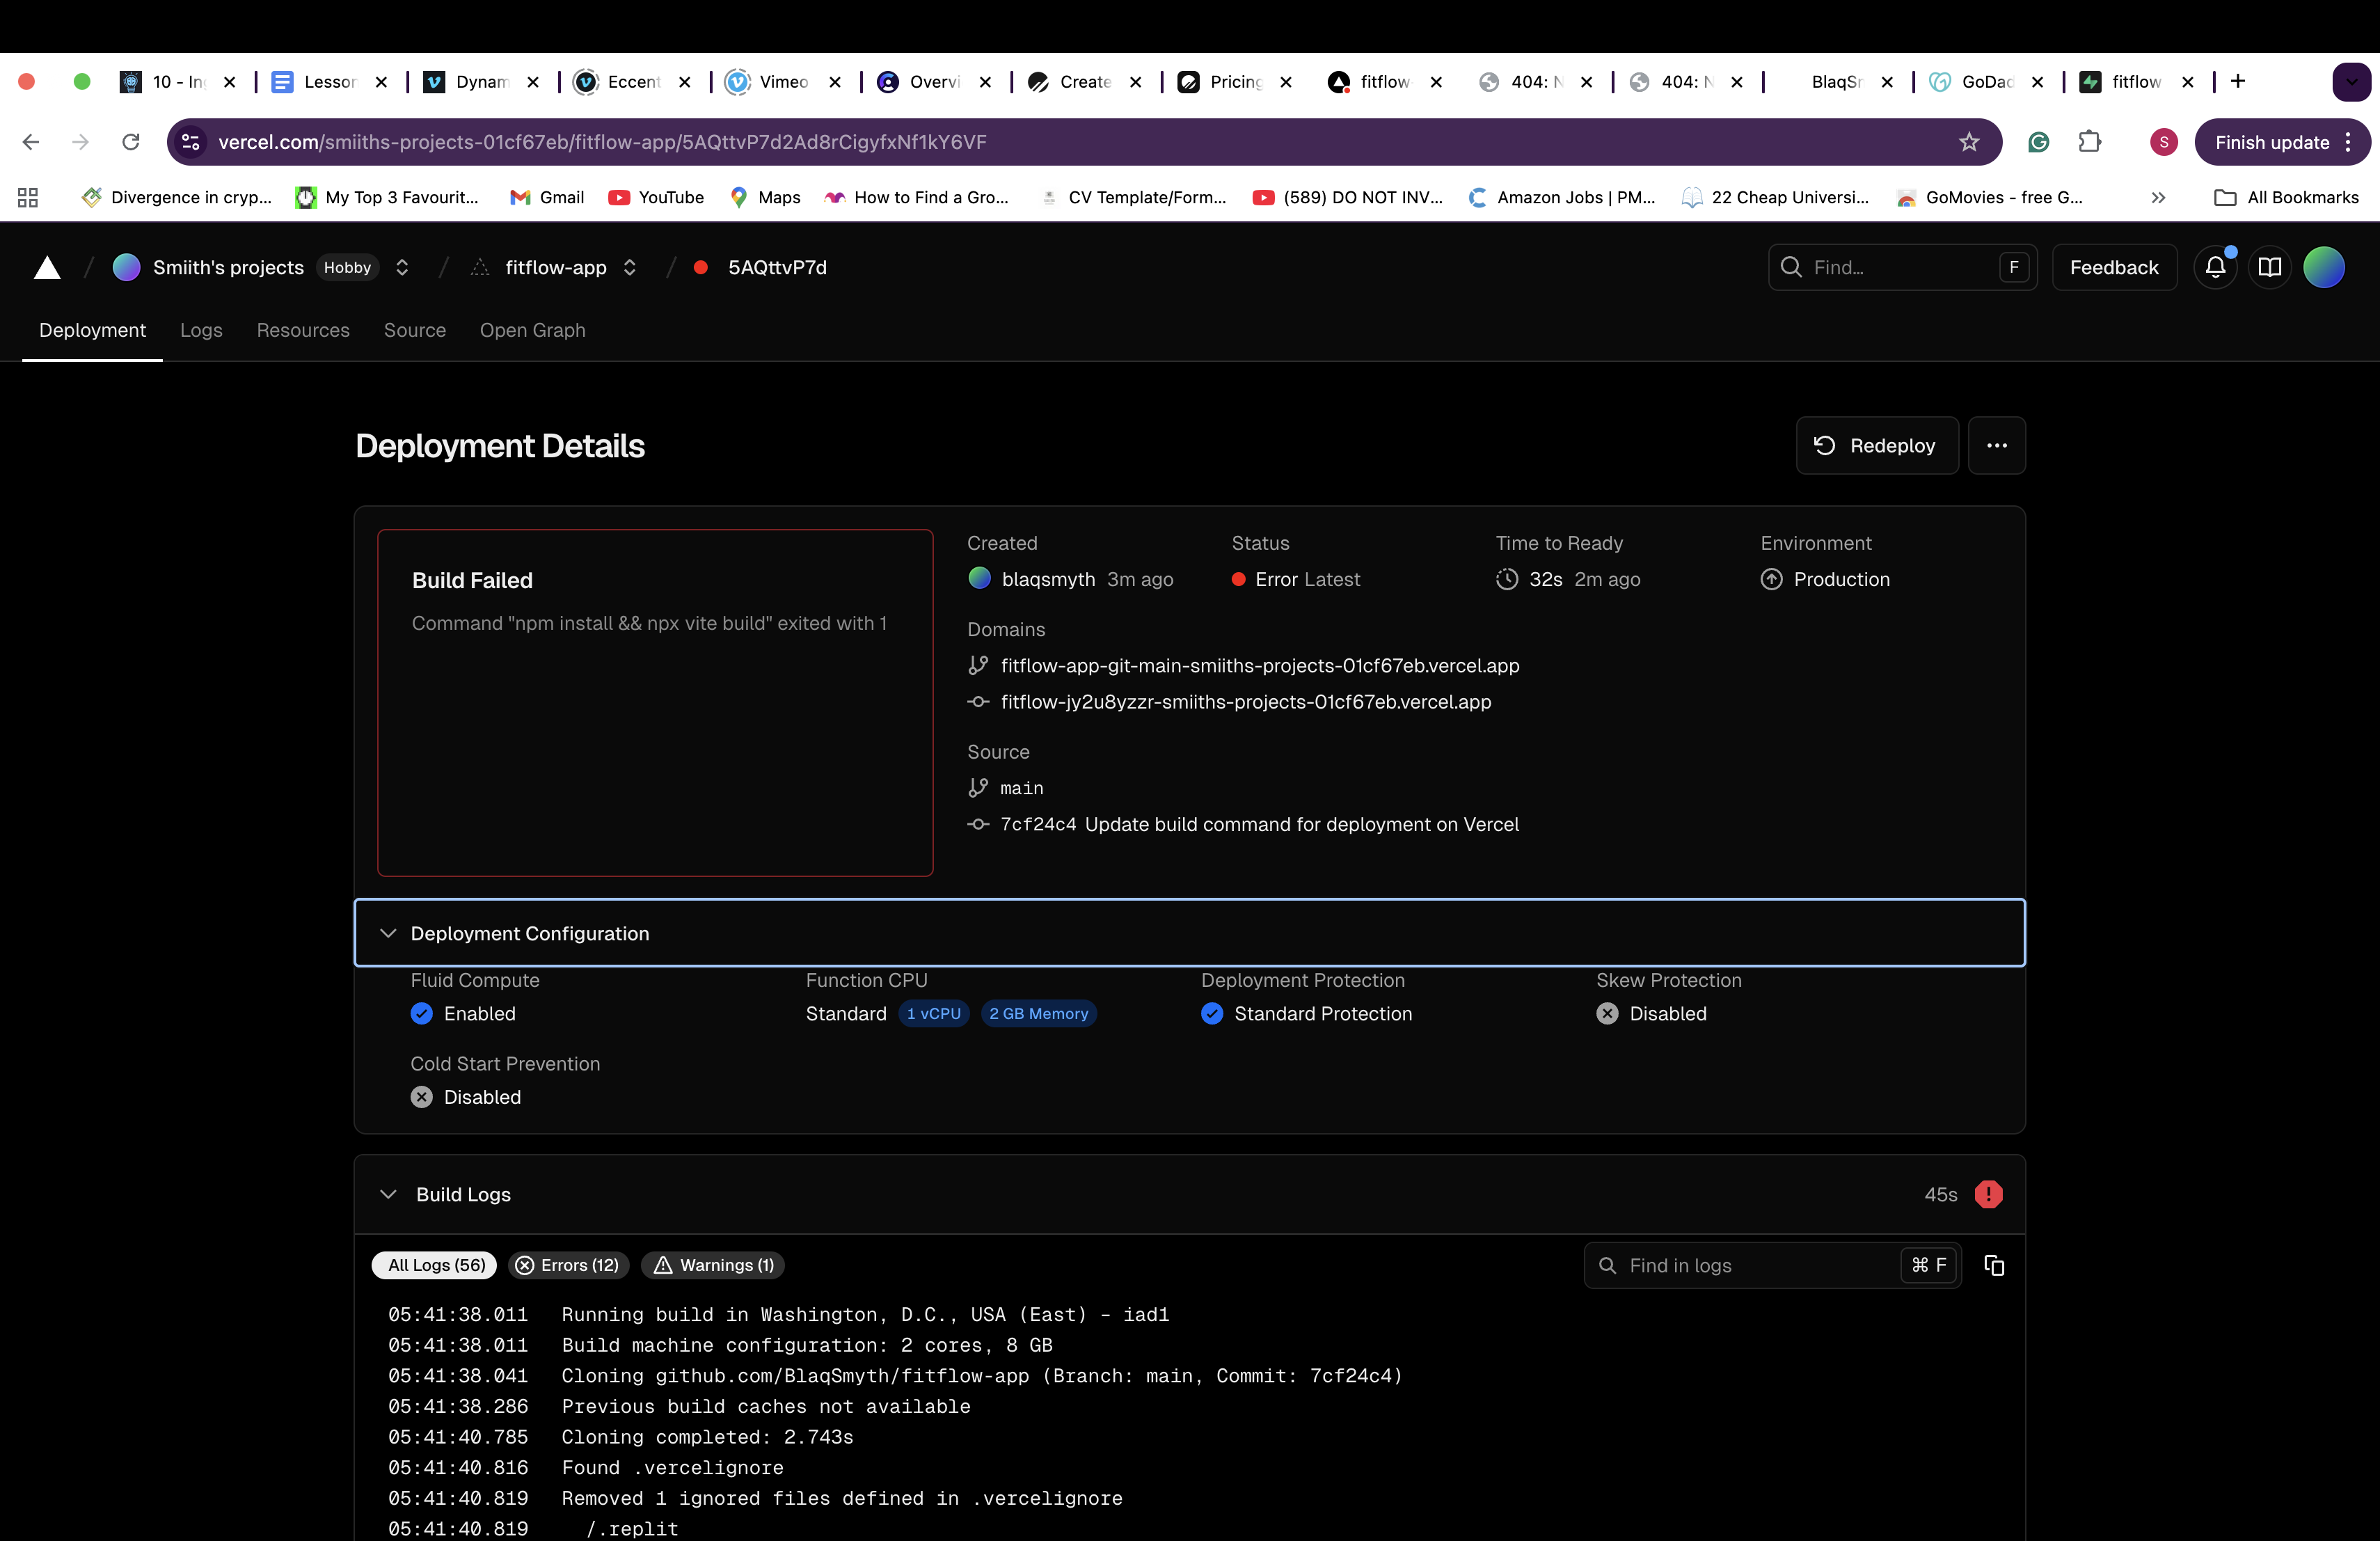 10 - In
Lesson
Dynam
Eccent
Vimeo
Overvi
Create
Pricing
fitflow
404: N
404: N
BlaqSr
GoDad
fitflow
vercel.com/smiiths-projects-01cf67eb/fitflow-app/5AQttvP7d2Ad8rCigyfxNf1kY6VF
S
Finish update
Divergence in cryp...
My Top 3 Favourit...
Gmail
YouTube
Maps
How to Find a Gro...
CV Template/Form...
(589) DO NOT INV...
Amazon Jobs | PM...
22 Cheap Universi...
GoMovies - free G...
All Bookmarks
Smiith's projects Hobby / fitflow-app / 5AQttvP7d
Find... F
Feedback
Deployment Logs Resources Source Open Graph
Deployment Details
Redeploy
Build Failed
Command "npm install && npx vite build" exited with 1
Created
blaqsmyth 3m ago
Status
Error Latest
Time to Ready
32s 2m ago
Environment
Production
Domains
fitflow-app-git-main-smiiths-projects-01cf67eb.vercel.app
fitflow-jy2u8yzzr-smiiths-projects-01cf67eb.vercel.app
Source
main
7cf24c4 Update build command for deployment on Vercel
Deployment Configuration
Fluid Compute
Enabled
Function CPU
Standard 1 vCPU 2 GB Memory
Deployment Protection
Standard Protection
Skew Protection
Disabled
Cold Start Prevention
Disabled
Build Logs
45s
All Logs (56) Errors (12) Warnings (1)
Find in logs ⌘ F
05:41:38.011 Running build in Washington, D.C., USA (East) – iad1
05:41:38.011 Build machine configuration: 2 cores, 8 GB
05:41:38.041 Cloning github.com/BlaqSmyth/fitflow-app (Branch: main, Commit: 7cf24c4)
05:41:38.286 Previous build caches not available
05:41:40.785 Cloning completed: 2.743s
05:41:40.816 Found .vercelignore
05:41:40.819 Removed 1 ignored files defined in .vercelignore
05:41:40.819 /.replit